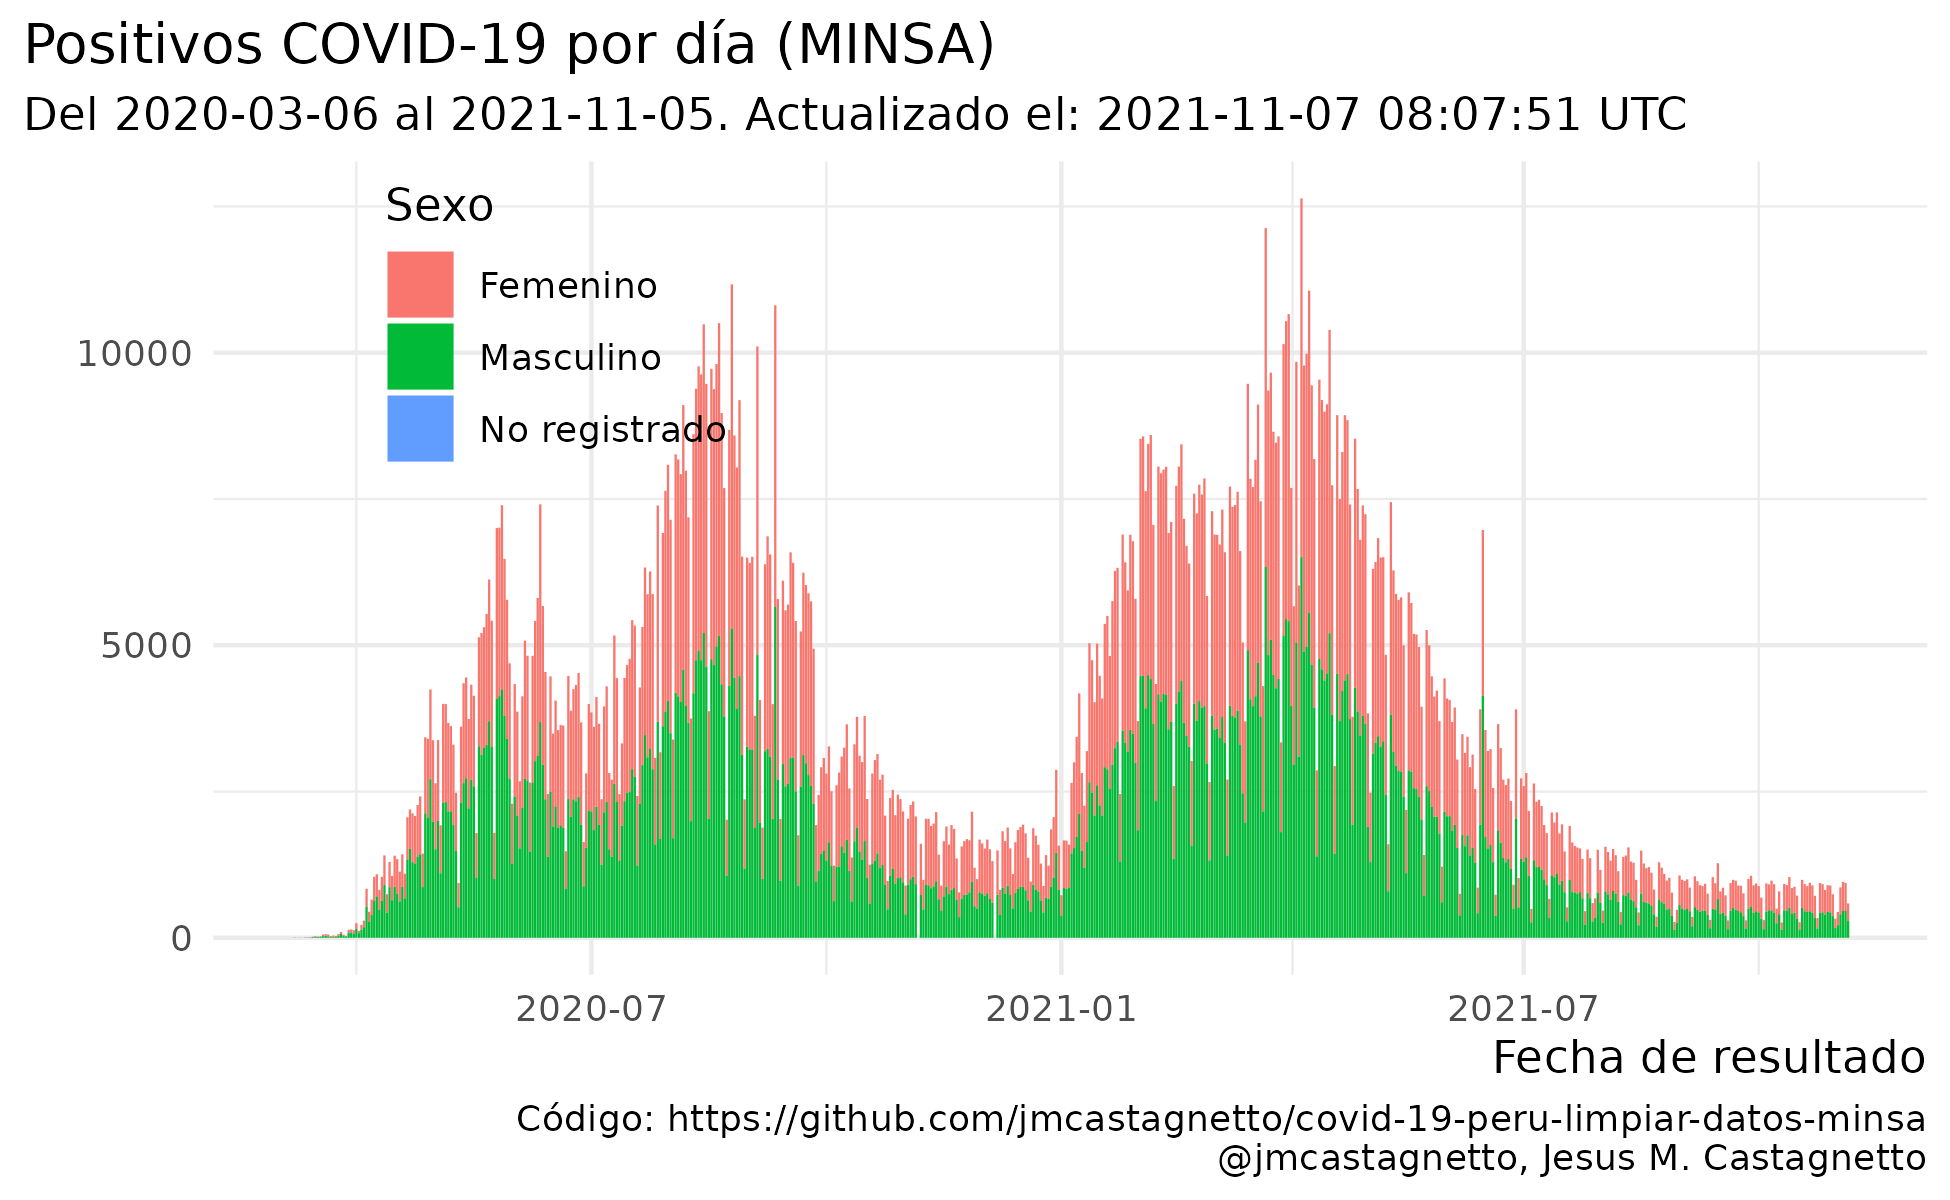 Positivos COVID-19 por día (MINSA)
Del 2020-03-06 al 2021-11-05. Actualizado el: 2021-11-07 08:07:51 UTC
Sexo
Femenino
Masculino
No registrado
10000
5000
0
2020-07
2021-01
2021-07
Fecha de resultado
Código: https://github.com/jmcastagnetto/covid-19-peru-limpiar-datos-minsa
@jmcastagnetto, Jesus M. Castagnetto